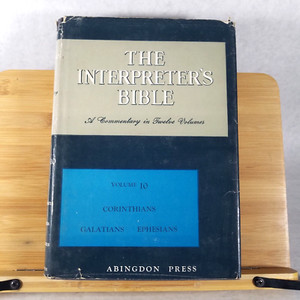 THE
INTERPRETER'S
BIBLE
A Commentary in Twelve Volumes
VOLUME 10
CORINTHIANS
GALATIANS EPHESIANS
ABINGDON PRESS